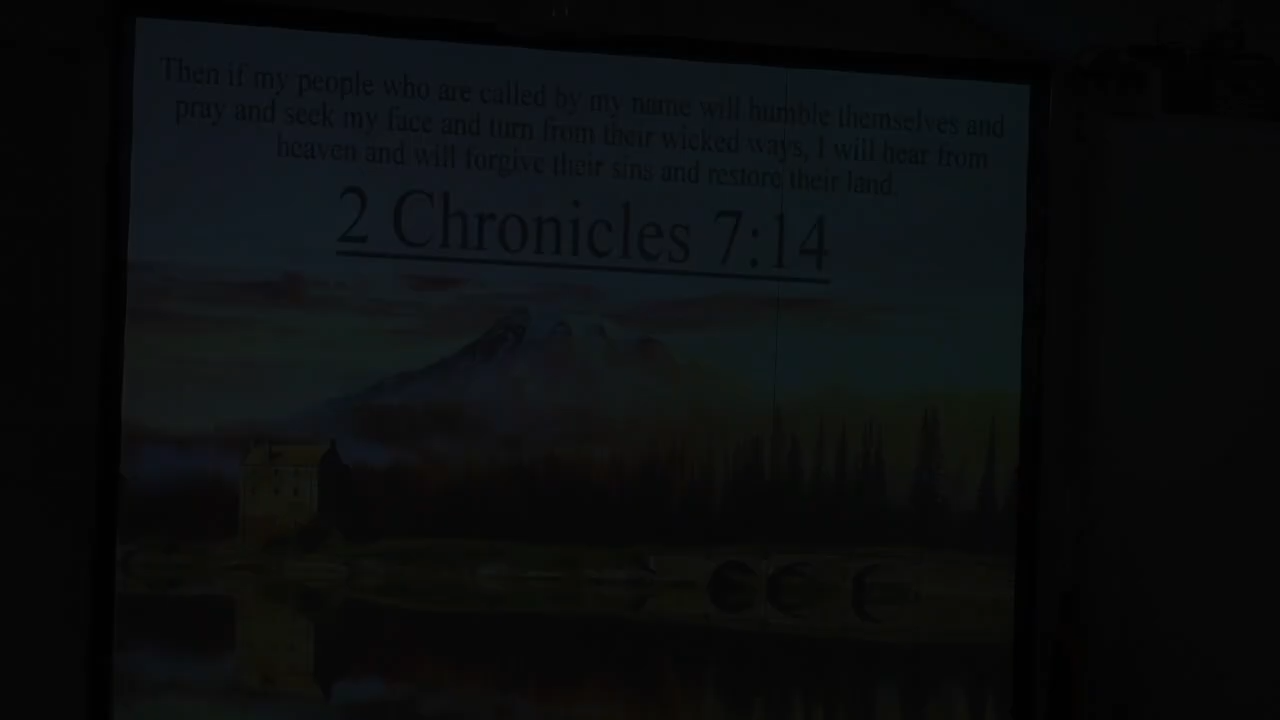 Then if my people who are called by my name will humble themselves and
pray and seek my face and turn from their wicked ways, I will hear from
heaven and will forgive their sins and restore their land.
2 Chronicles 7:14